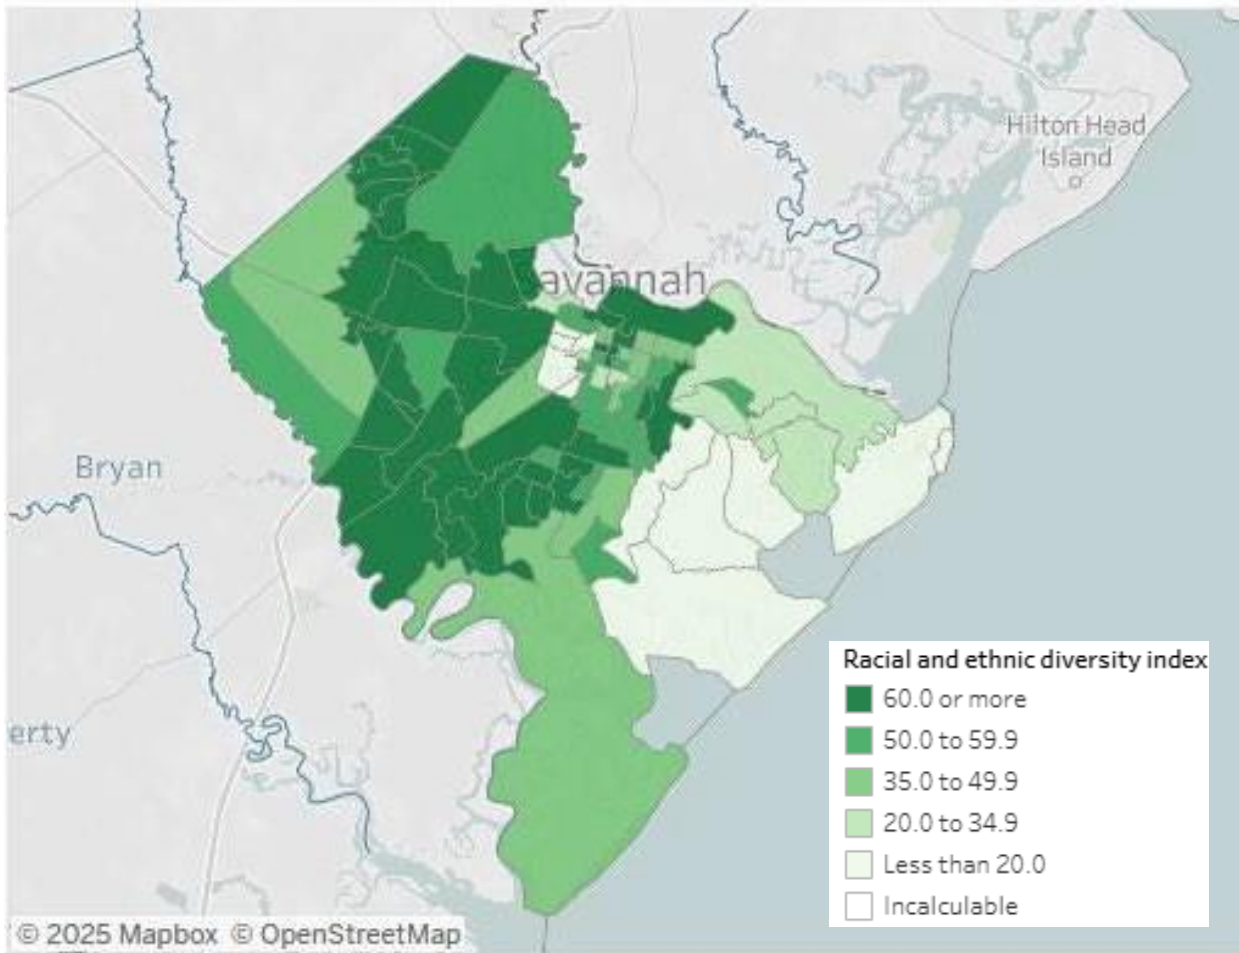 Hilton Head
Island
avannah
Bryan
erty
Racial and ethnic diversity index
60.0 or more
50.0 to 59.9
35.0 to 49.9
20.0 to 34.9
Less than 20.0
Incalculable
© 2025 Mapbox © OpenStreetMap